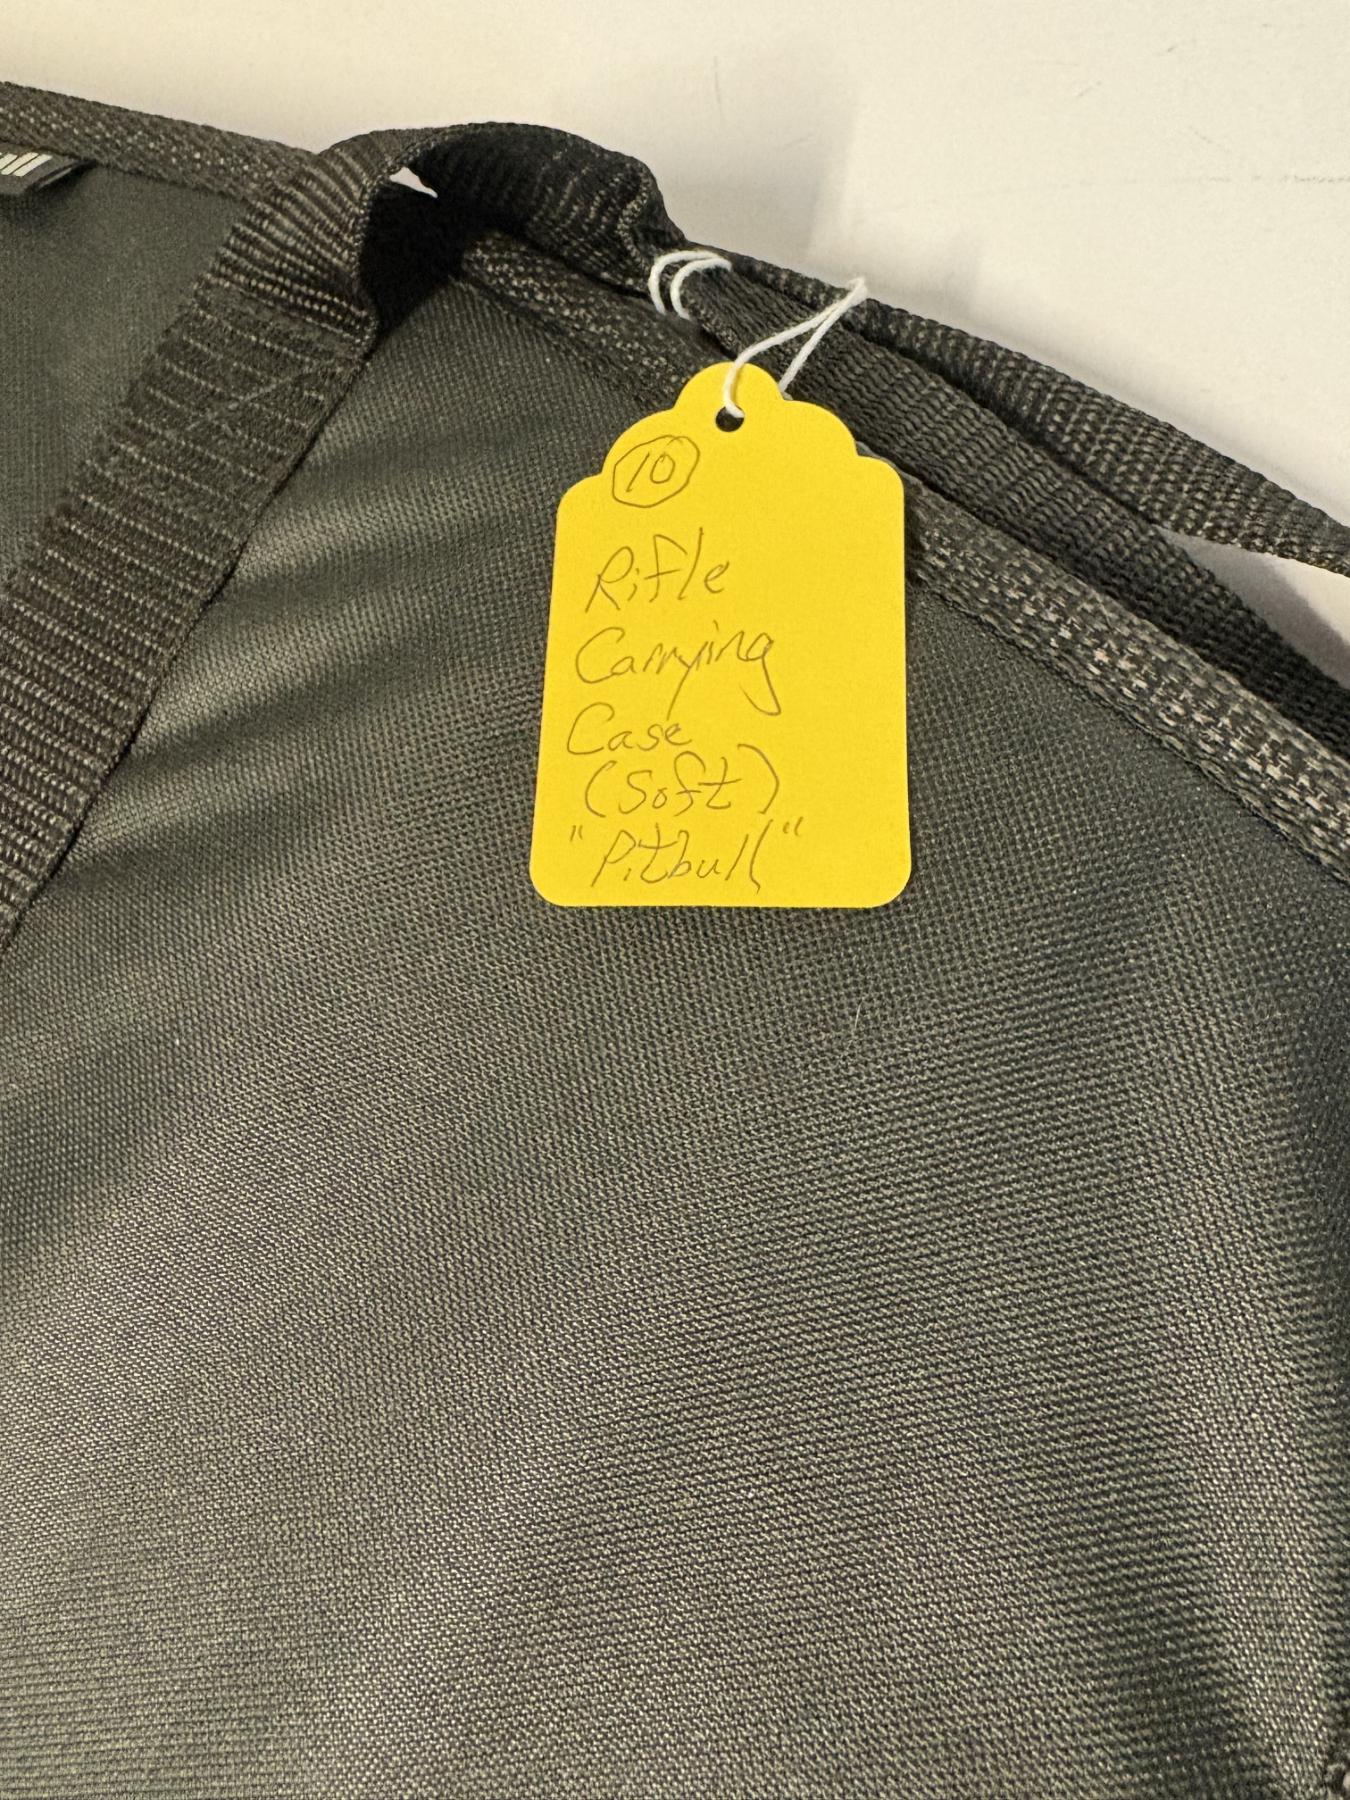 10
Rifle
Carrying
Case
(Soft)
"Pitbull"